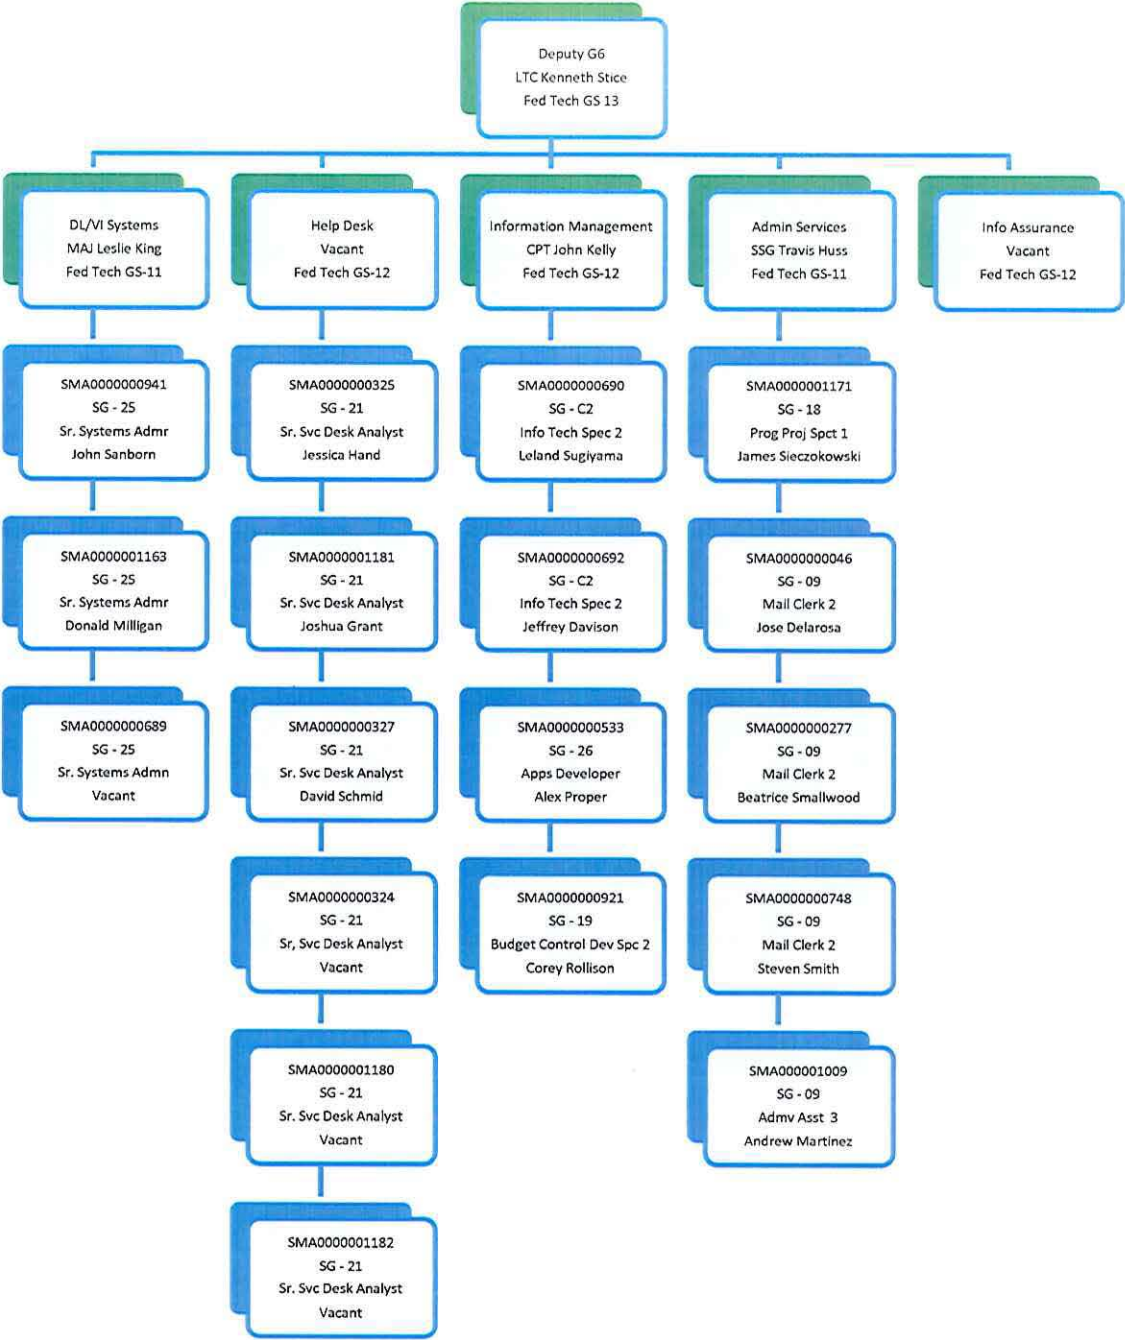 Deputy G6
LTC Kenneth Stice
Fed Tech GS 13
DL/VI Systems
MAJ Leslie King
Fed Tech GS-11
Help Desk
Vacant
Fed Tech GS-12
Information Management
CPT John Kelly
Fed Tech GS-12
Admin Services
SSG Travis Huss
Fed Tech GS-11
Info Assurance
Vacant
Fed Tech GS-12
SMA0000000941
SG - 25
Sr. Systems Admr
John Sanborn
SMA0000000325
SG - 21
Sr. Svc Desk Analyst
Jessica Hand
SMA0000000690
SG - C2
Info Tech Spec 2
Leland Sugiyama
SMA0000001171
SG - 18
Prog Proj Spct 1
James Sieczokowski
SMA0000001163
SG - 25
Sr. Systems Admr
Donald Milligan
SMA0000001181
SG - 21
Sr. Svc Desk Analyst
Joshua Grant
SMA0000000692
SG - C2
Info Tech Spec 2
Jeffrey Davison
SMA0000000046
SG - 09
Mail Clerk 2
Jose Delarosa
SMA0000000689
SG - 25
Sr. Systems Admn
Vacant
SMA0000000327
SG - 21
Sr. Svc Desk Analyst
David Schmid
SMA0000000533
SG - 26
Apps Developer
Alex Proper
SMA0000000277
SG - 09
Mail Clerk 2
Beatrice Smallwood
SMA0000000324
SG - 21
Sr, Svc Desk Analyst
Vacant
SMA0000000921
SG - 19
Budget Control Dev Spc 2
Corey Rollison
SMA0000000748
SG - 09
Mail Clerk 2
Steven Smith
SMA0000001180
SG - 21
Sr. Svc Desk Analyst
Vacant
SMA000001009
SG - 09
Admv Asst 3
Andrew Martinez
SMA0000001182
SG - 21
Sr. Svc Desk Analyst
Vacant